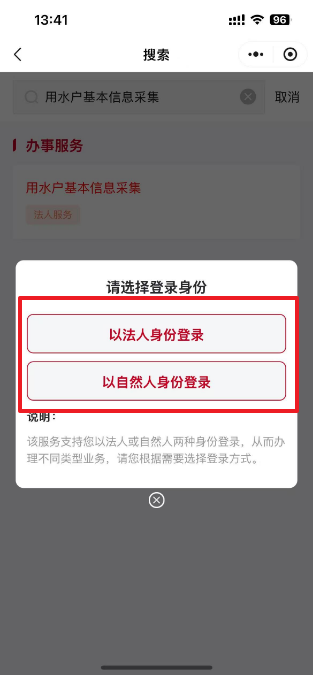 13:41
96
搜索
用水户基本信息采集
取消
办事服务
用水户基本信息采集
法人服务
请选择登录身份
以法人身份登录
以自然人身份登录
说明：
该服务支持您以法人或自然人两种身份登录，从而办
理不同类型业务，请您根据需要选择登录方式。